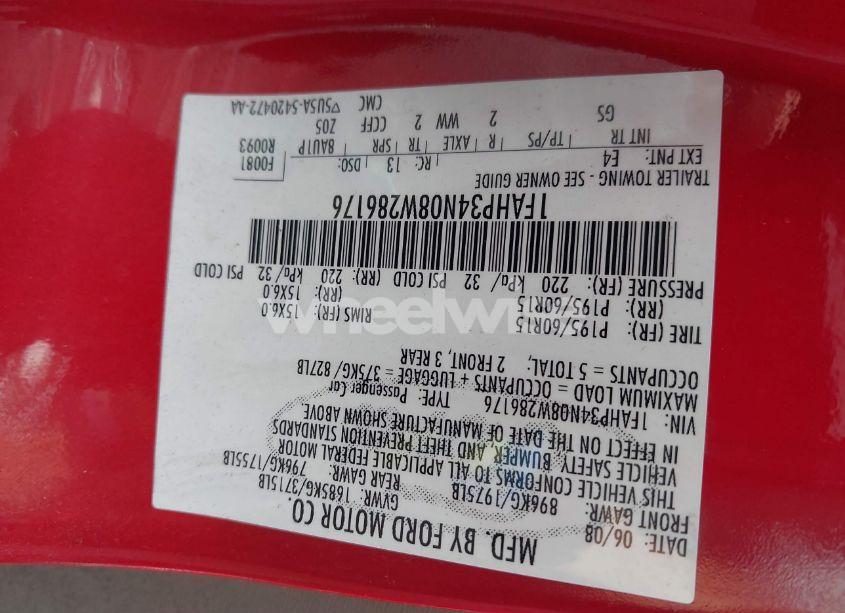 MFD. BY FORD MOTOR CO.
06/08 GVWR: 1685KG/3715LB
FRONT GAWR: REAR GAWR:
896KG/1975LB 796KG/1755LB
THIS VEHICLE CONFORMS TO ALL APPLICABLE FEDERAL MOTOR
VEHICLE SAFETY, BUMPER, AND THEFT PREVENTION STANDARDS
IN EFFECT ON THE DATE OF MANUFACTURE SHOWN ABOVE.
VIN: 1FAHP34N08W286176 TYPE: Passenger Car
MAXIMUM LOAD = OCCUPANTS + LUGGAGE = 375KG/ 827LB
OCCUPANTS = 5 TOTAL, 2 FRONT, 3 REAR
TIRE (FR): P195/60R15 RIMS (FR): 15X6.0
(RR): P195/60R15 (RR): 15X6.0
PRESSURE (FR) 220 kPa/ 32 PSI COLD (RR) 220 kPa/ 32 PSI COLD
1FAHP34N08W286176
TRAILER TOWING - SEE OWNER GUIDE
EXT PNT: E4 RC: 13 DSO: F0081
INT TR TP/PS R AXLE TR SPR 8AU1P R0093
GS 2 WW 2 CCFF Z05
CMC ▽5U5A-5420472-AA
wheelwire